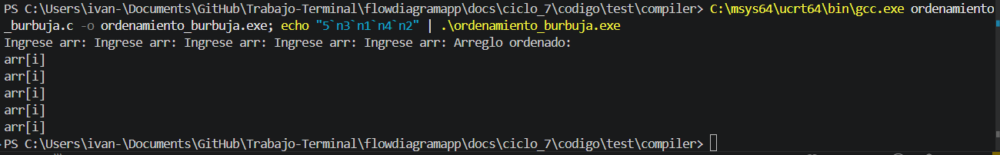 PS C:\Users\ivan-\Documents\GitHub\Trabajo-Terminal\flowdiagramapp\docs\ciclo_7\codigo\test\compiler> C:\msys64\ucrt64\bin\gcc.exe ordenamiento
_burbuja.c -o ordenamiento_burbuja.exe; echo "5`n3`n1`n4`n2" | .\ordenamiento_burbuja.exe
Ingrese arr: Ingrese arr: Ingrese arr: Ingrese arr: Ingrese arr: Arreglo ordenado:
arr[i]
arr[i]
arr[i]
arr[i]
arr[i]
PS C:\Users\ivan-\Documents\GitHub\Trabajo-Terminal\flowdiagramapp\docs\ciclo_7\codigo\test\compiler>